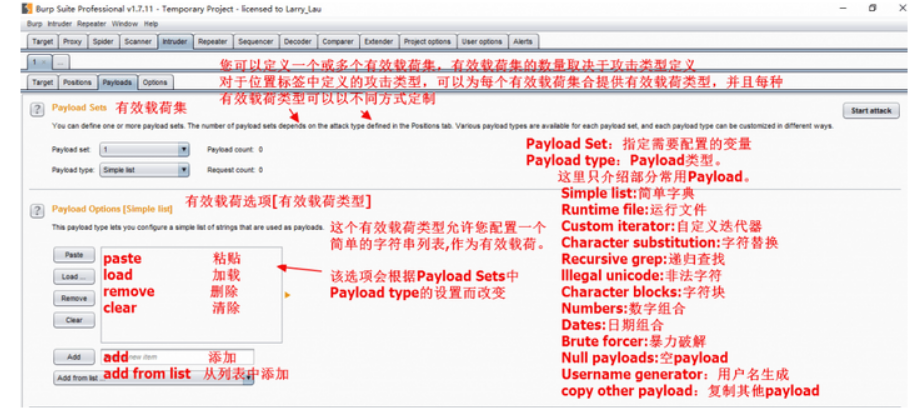 Burp Suite Professional v1.7.11 - Temporary Project - licensed to Larry_Lau
Burp Intruder Repeater Window Help
Target Proxy Spider Scanner Intruder Repeater Sequencer Decoder Comparer Extender Project options User options Alerts
1 ...
您可以定义一个或多个有效载荷集，有效载荷集的数量取决于攻击类型定义
Target Positions Payloads Options
对于位置标签中定义的攻击类型，可以为每个有效载荷集合提供有效载荷类型，并且每种
有效载荷类型可以以不同方式定制
? Payload Sets 有效载荷集
Start attack
You can define one or more payload sets. The number of payload sets depends on the attack type defined in the Positions tab. Various payload types are available for each payload set, and each payload type can be customized in different ways.
Payload set: 1 Payload count: 0
Payload type: Simple list Request count: 0
Payload Set：指定需要配置的变量
Payload type：Payload类型。
这里只介绍部分常用Payload。
Simple list:简单字典
Runtime file:运行文件
Custom iterator:自定义迭代器
Character substitution:字符替换
Recursive grep:递归查找
Illegal unicode:非法字符
Character blocks:字符块
Numbers:数字组合
Dates:日期组合
Brute forcer:暴力破解
Null payloads:空payload
Username generator：用户名生成
copy other payload：复制其他payload
? Payload Options [Simple list] 有效载荷选项[有效载荷类型]
This payload type lets you configure a simple list of strings that are used as payloads.
这个有效载荷类型允许您配置一个
简单的字符串列表,作为有效载荷。
Paste paste 粘贴
Load ... load 加载
Remove remove 删除
Clear clear 清除
该选项会根据Payload Sets中
Payload type的设置而改变
Add add new item 添加
Add from list ... add from list 从列表中添加